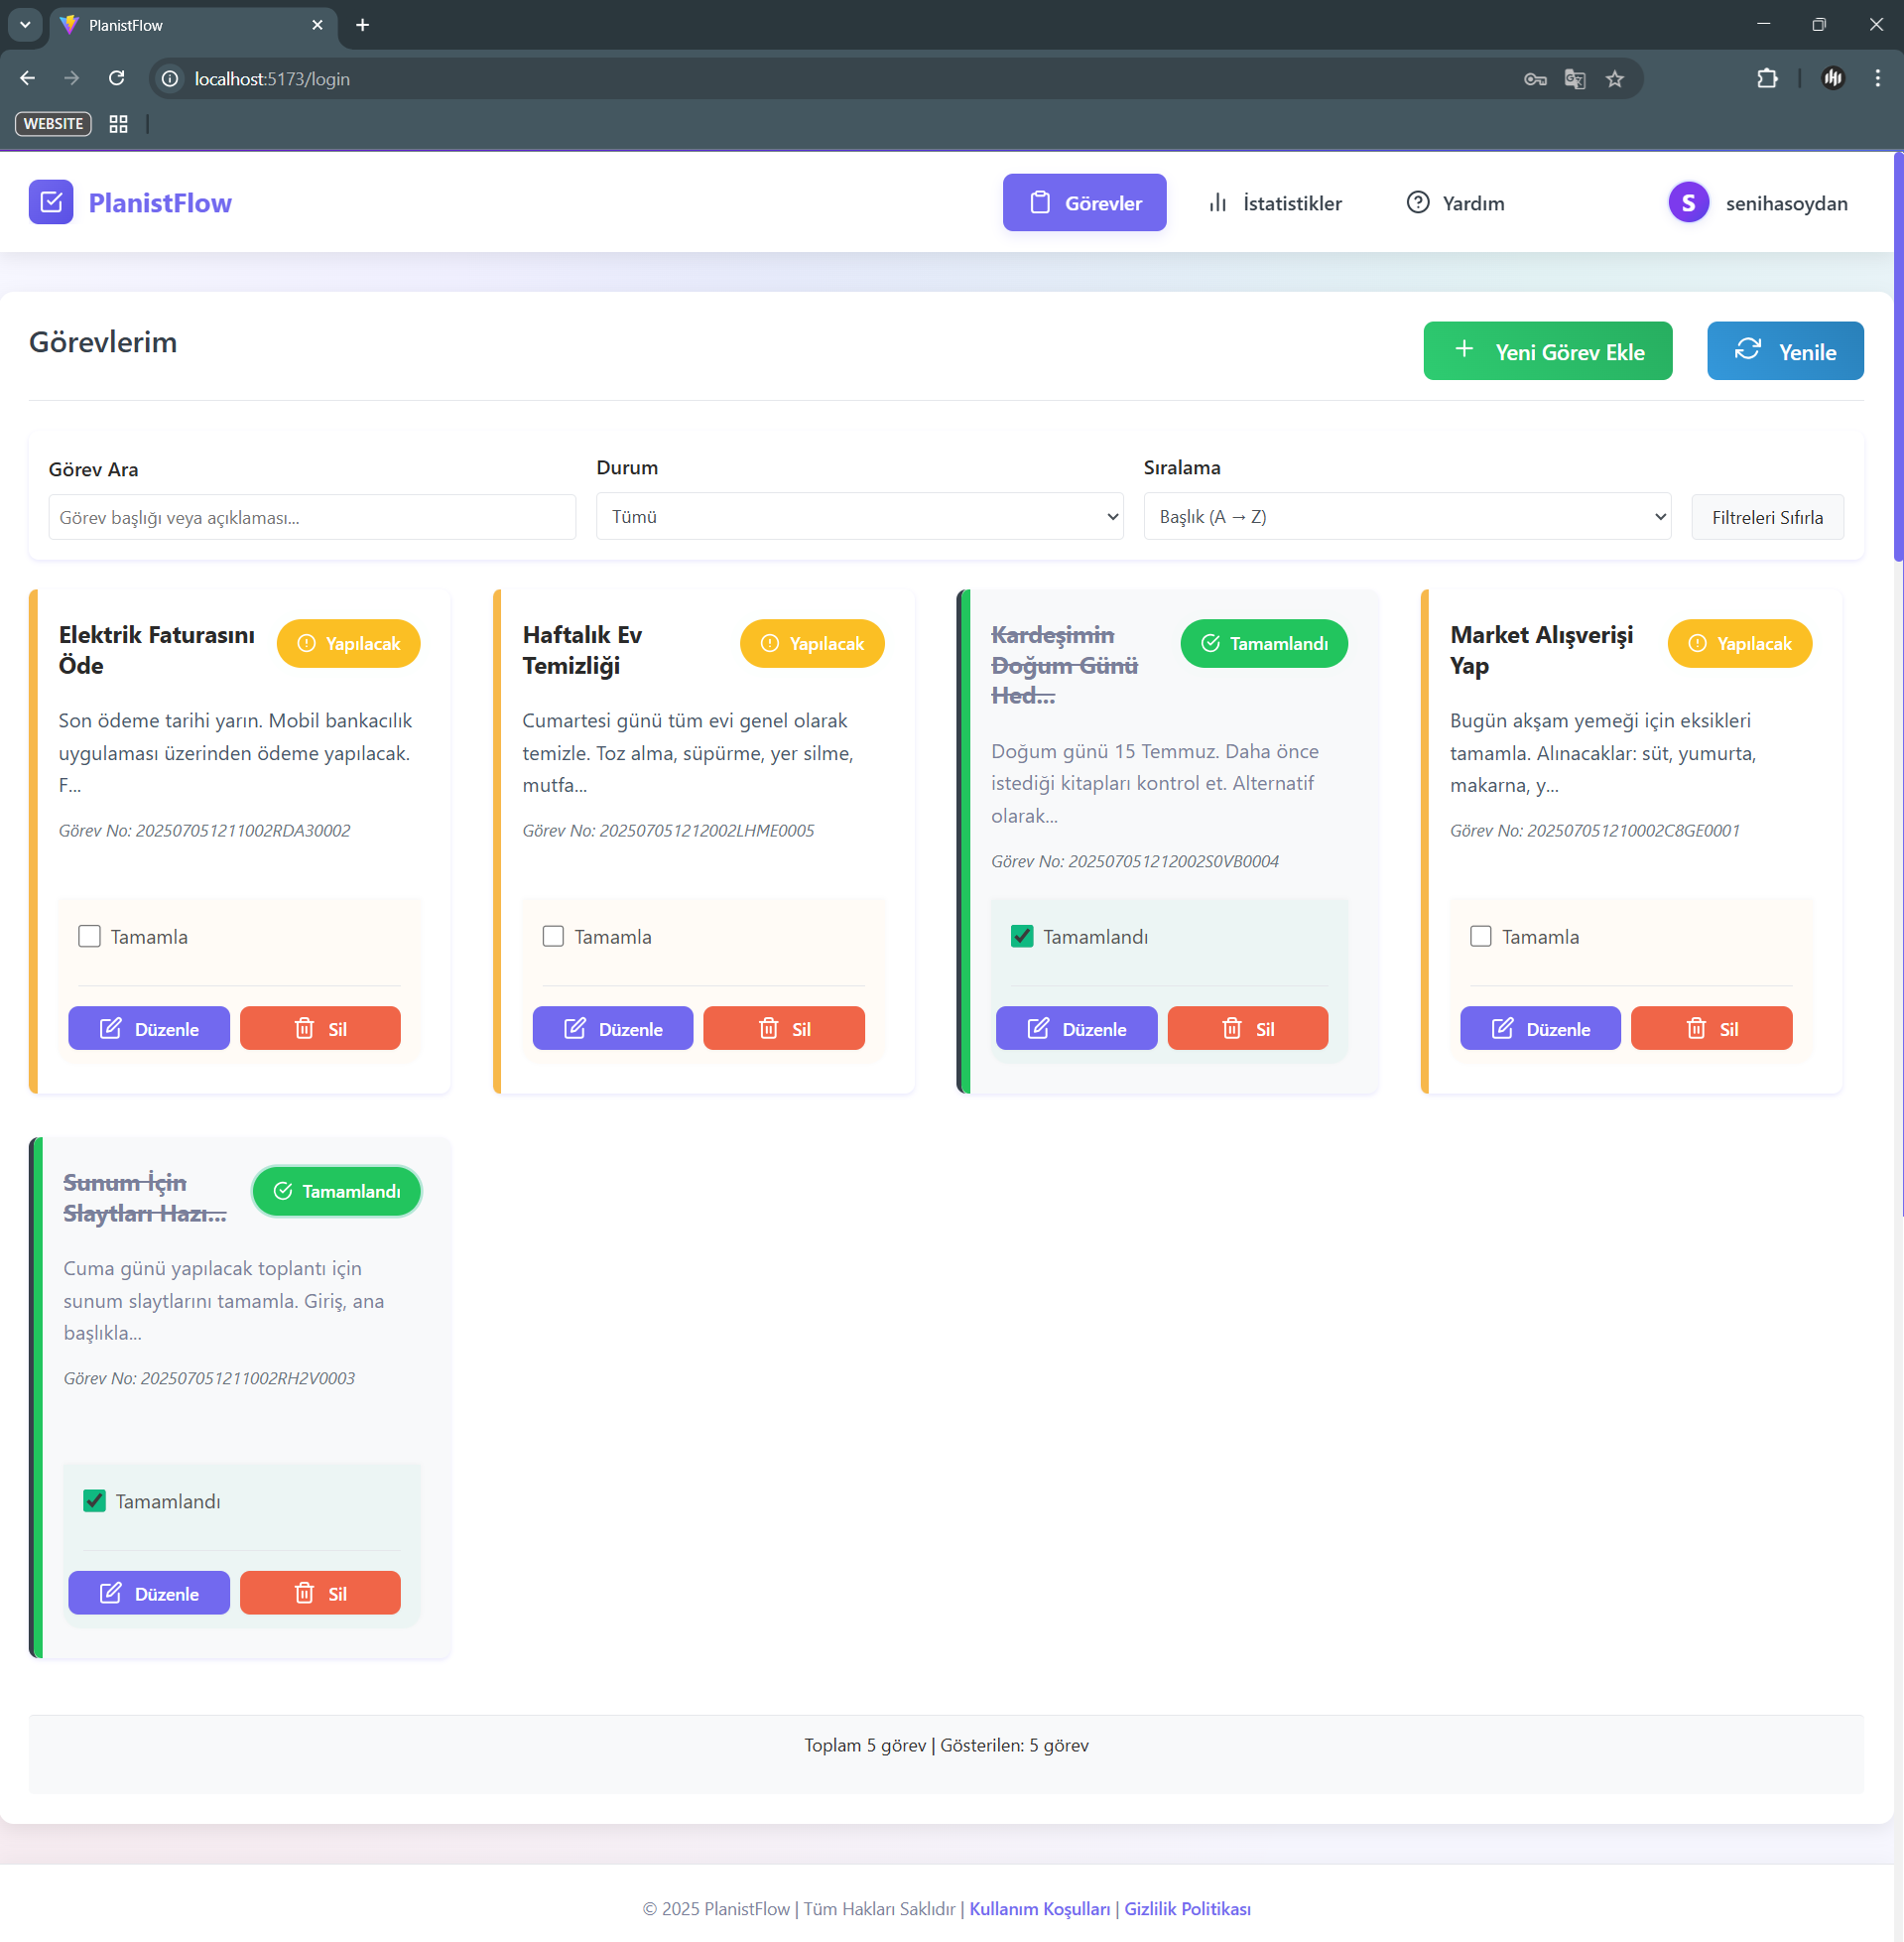 PlanistFlow
localhost:5173/login
WEBSITE
PlanistFlow
Görevler
İstatistikler
Yardım
S
senihasoydan
Görevlerim
Yeni Görev Ekle
Yenile
Görev Ara
Durum
Sıralama
Görev başlığı veya açıklaması...
Tümü
Başlık (A → Z)
Filtreleri Sıfırla
Elektrik Faturasını
Öde
Yapılacak
Son ödeme tarihi yarın. Mobil bankacılık
uygulaması üzerinden ödeme yapılacak.
F...
Görev No: 202507051211002RDA30002
Tamamla
Düzenle
Sil
Haftalık Ev
Temizliği
Yapılacak
Cumartesi günü tüm evi genel olarak
temizle. Toz alma, süpürme, yer silme,
mutfa...
Görev No: 202507051212002LHME0005
Tamamla
Düzenle
Sil
Kardeşimin
Doğum Günü
Hed...
Tamamlandı
Doğum günü 15 Temmuz. Daha önce
istediği kitapları kontrol et. Alternatif
olarak...
Görev No: 202507051212002S0VB0004
Tamamlandı
Düzenle
Sil
Market Alışverişi
Yap
Yapılacak
Bugün akşam yemeği için eksikleri
tamamla. Alınacaklar: süt, yumurta,
makarna, y...
Görev No: 202507051210002C8GE0001
Tamamla
Düzenle
Sil
Sunum İçin
Slaytları Hazı...
Tamamlandı
Cuma günü yapılacak toplantı için
sunum slaytlarını tamamla. Giriş, ana
başlıkla...
Görev No: 202507051211002RH2V0003
Tamamlandı
Düzenle
Sil
Toplam 5 görev | Gösterilen: 5 görev
© 2025 PlanistFlow | Tüm Hakları Saklıdır | Kullanım Koşulları | Gizlilik Politikası